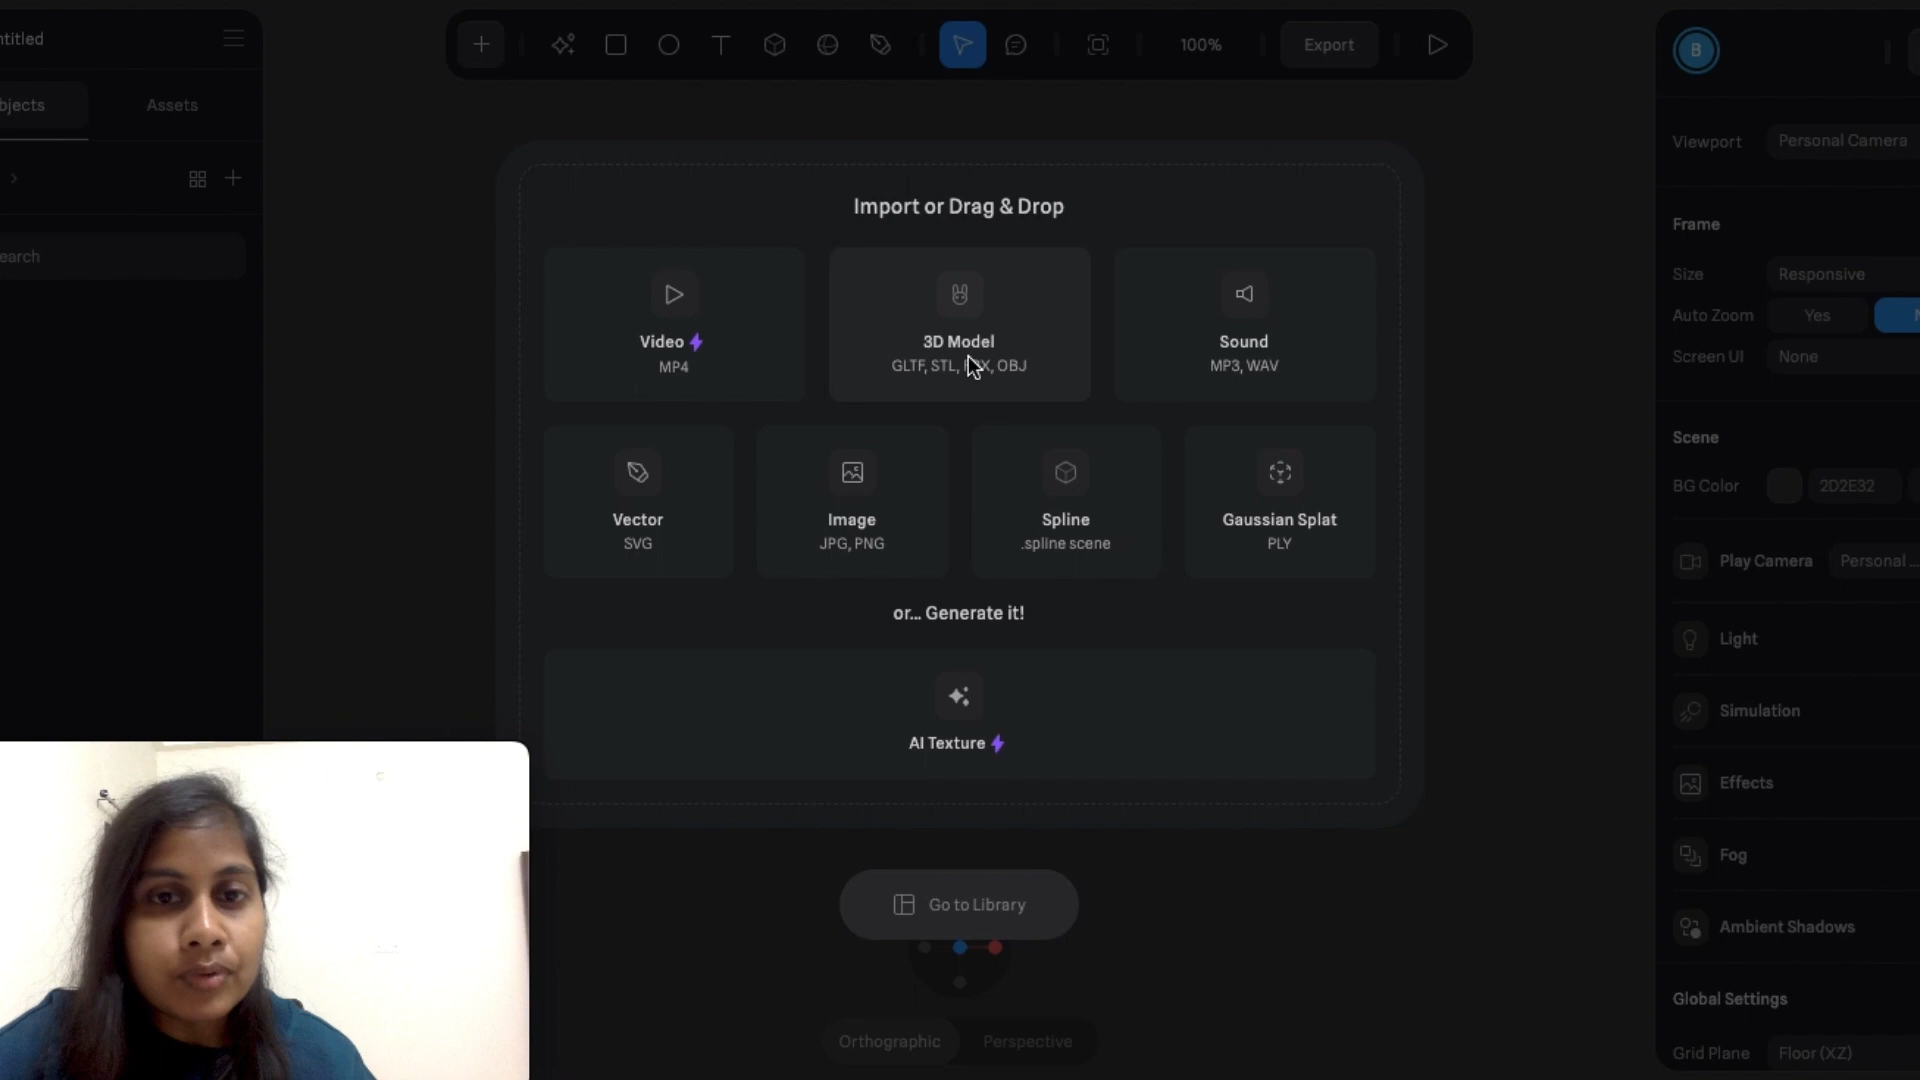 ntitled
100%
Export
B
bjects
Assets
Viewport
Personal Camera
Import or Drag & Drop
Frame
earch
Size
Responsive
Auto Zoom
Yes
Screen UI
None
Video
MP4
3D Model
GLTF, STL, OBJ
Sound
MP3, WAV
Scene
BG Color
2D2E32
Vector
SVG
Image
JPG, PNG
Spline
.spline scene
Gaussian Splat
PLY
Play Camera
Personal ...
or... Generate it!
Light
Simulation
AI Texture
Effects
Fog
Go to Library
Ambient Shadows
Global Settings
Orthographic
Perspective
Grid Plane
Floor (XZ)